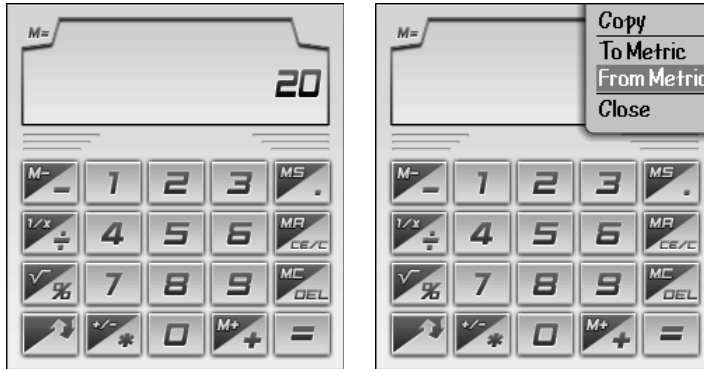 M=
20
M- - 1 2 3 MS .
1/x ÷ 4 5 6 MR CE/C
√ % 7 8 9 MC DEL
+/- * 0 M+ + =
M=
Copy
To Metric
From Metric
Close
M- - 1 2 3 MS .
1/x ÷ 4 5 6 MR CE/C
√ % 7 8 9 MC DEL
+/- * 0 M+ + =